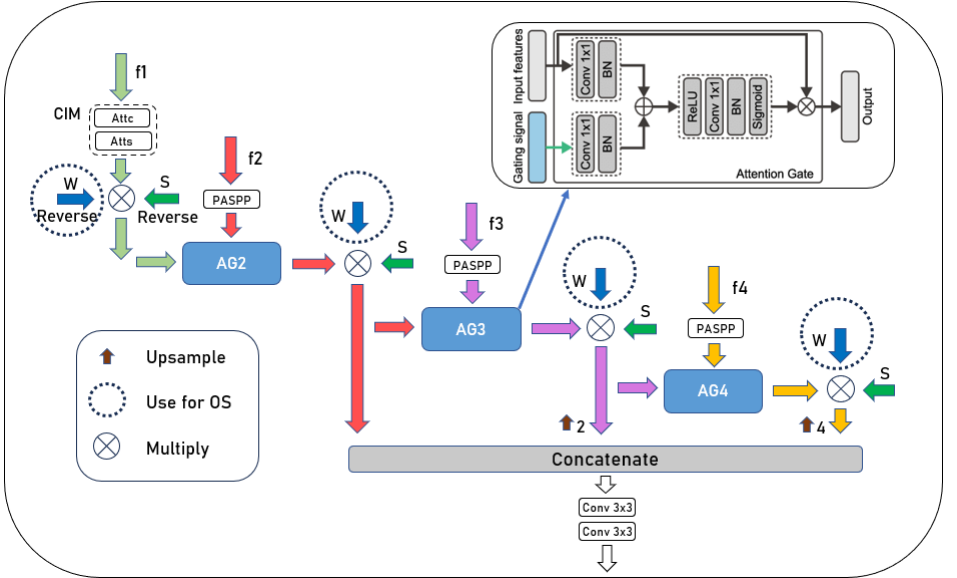 f1
CIM
Attc
Atts
W
Reverse
S
Reverse
f2
PASPP
AG2
W
S
f3
PASPP
AG3
W
S
f4
PASPP
AG4
W
S
2
4
Input features
Gating signal
Conv 1x1
BN
Conv 1x1
BN
ReLU
Conv 1x1
BN
Sigmoid
Output
Attention Gate
Upsample
Use for OS
Multiply
Concatenate
Conv 3x3
Conv 3x3